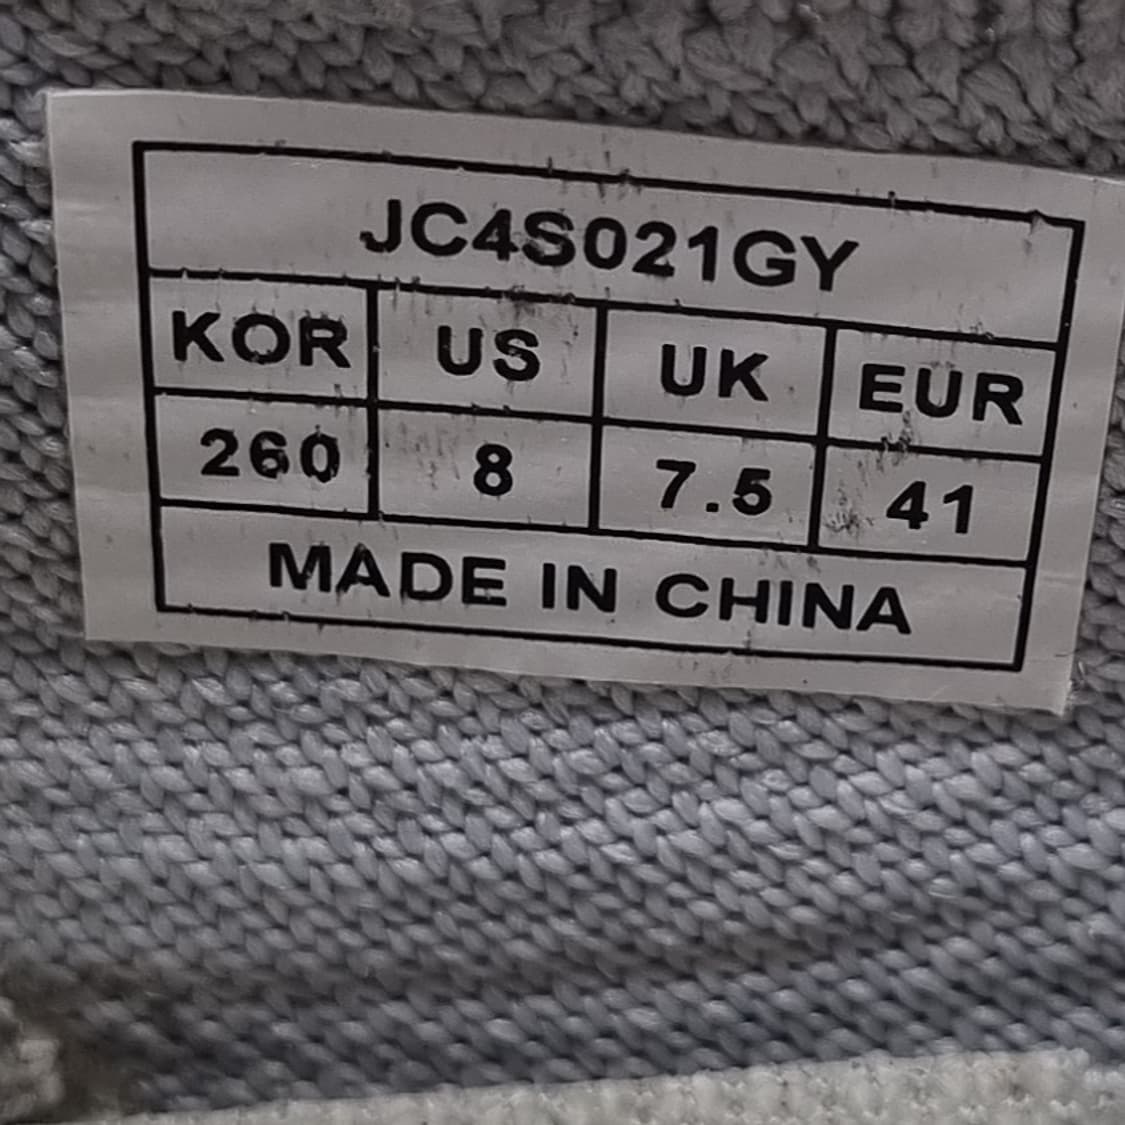 JC4S021GY
KOR US UK EUR
260 8 7.5 41
MADE IN CHINA